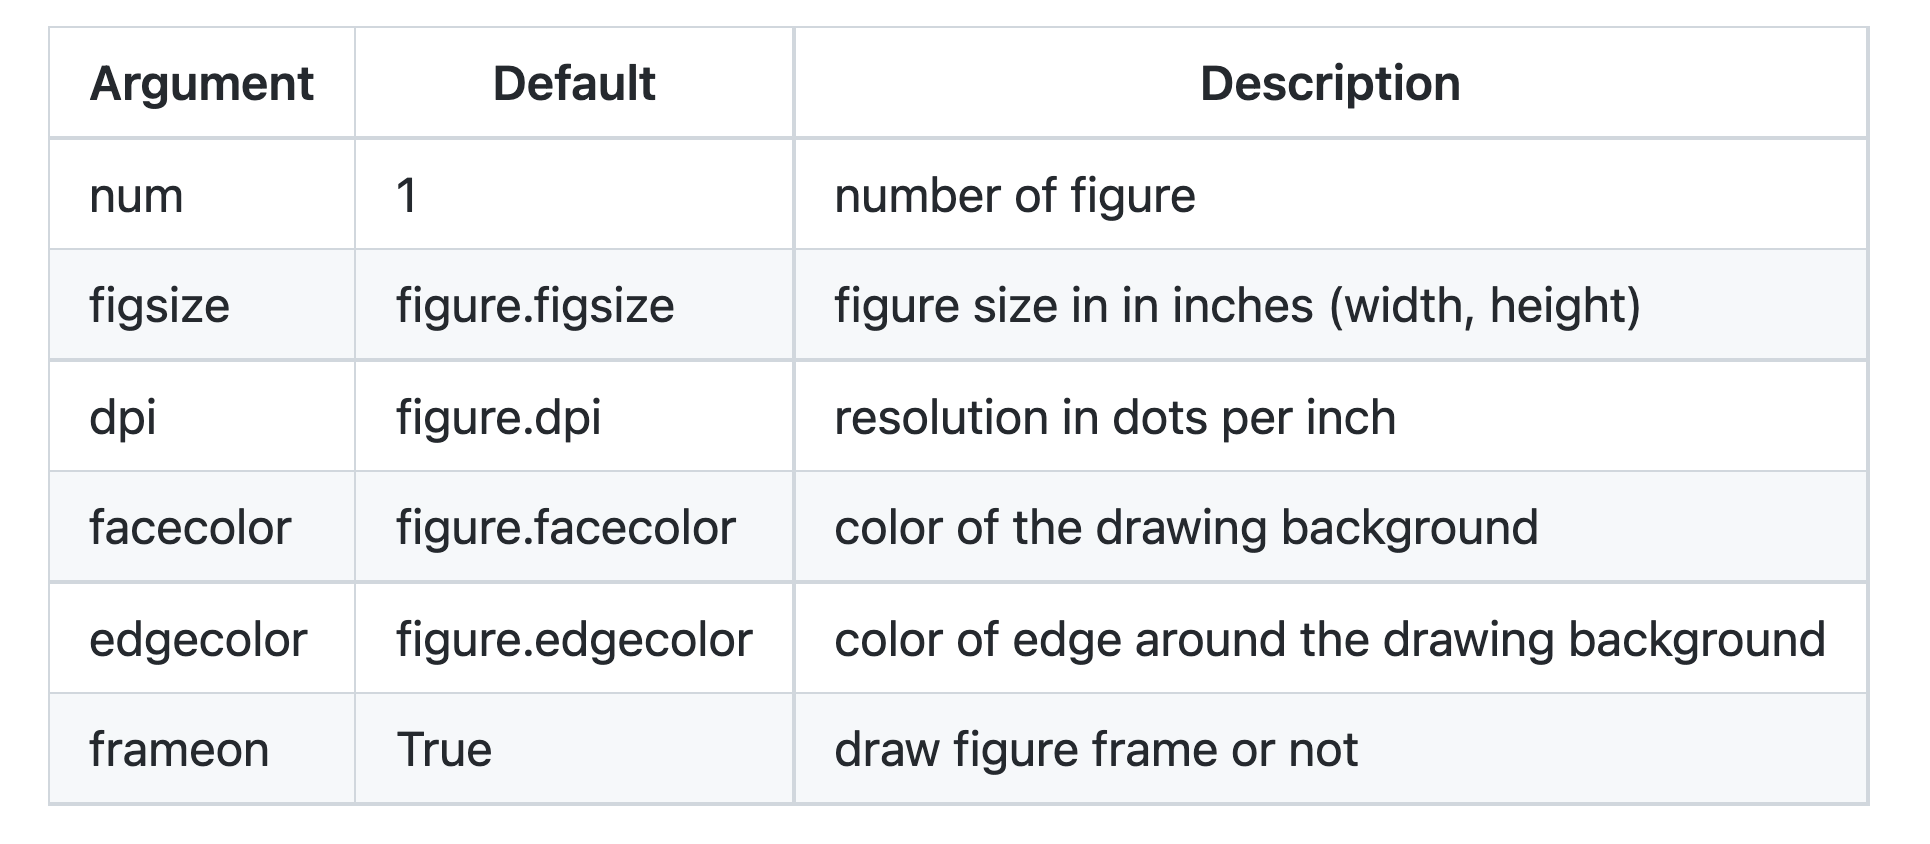 Argument Default Description
num 1 number of figure
figsize figure.figsize figure size in in inches (width, height)
dpi figure.dpi resolution in dots per inch
facecolor figure.facecolor color of the drawing background
edgecolor figure.edgecolor color of edge around the drawing background
frameon True draw figure frame or not